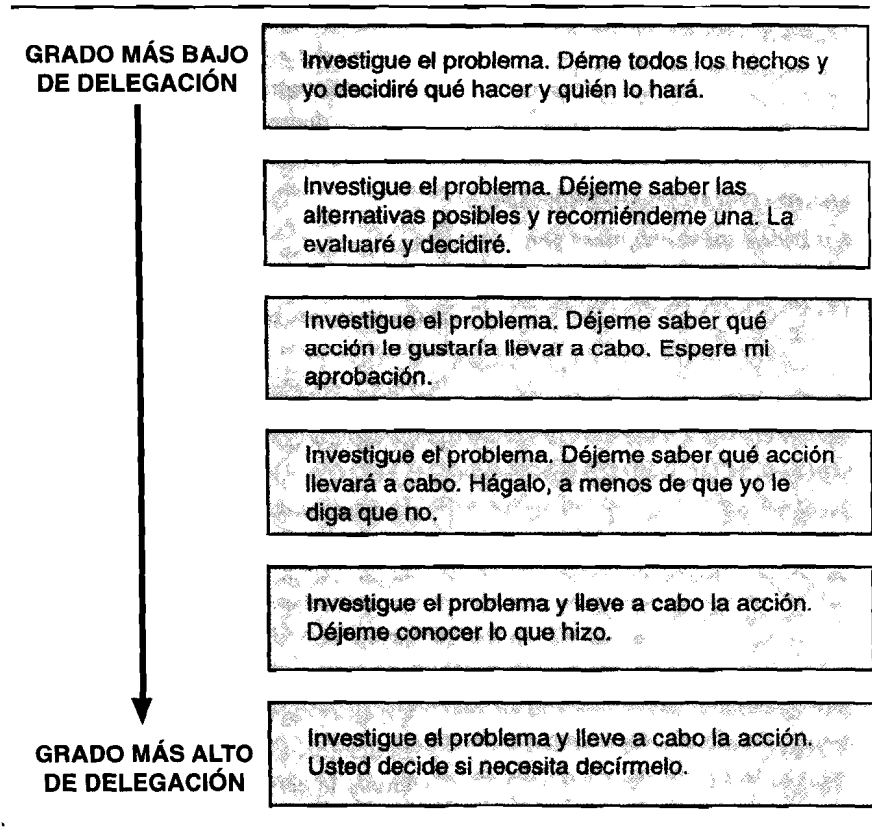 GRADO MÁS BAJO
DE DELEGACIÓN
Investigue el problema. Déme todos los hechos y
yo decidiré qué hacer y quién lo hará.
Investigue el problema. Déjeme saber las
alternativas posibles y recomiéndeme una. La
evaluaré y decidiré.
Investigue el problema. Déjeme saber qué
acción le gustaría llevar a cabo. Espere mi
aprobación.
Investigue el problema. Déjeme saber qué acción
llevará a cabo. Hágalo, a menos de que yo le
diga que no.
Investigue el problema y lleve a cabo la acción.
Déjeme conocer lo que hizo.
GRADO MÁS ALTO
DE DELEGACIÓN
Investigue el problema y lleve a cabo la acción.
Usted decide si necesita decírmelo.